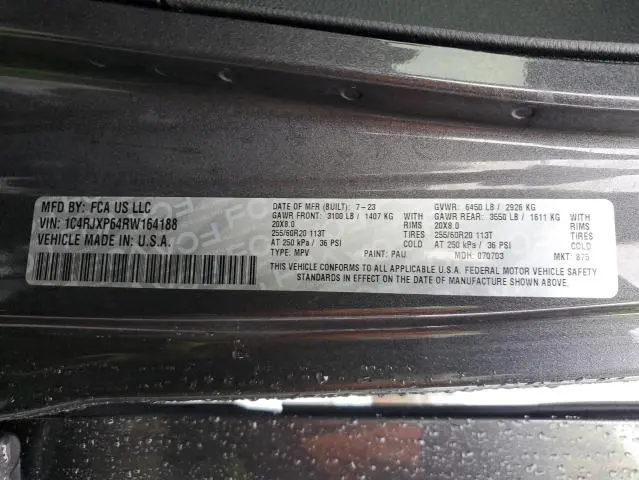 MFD BY: FCA US LLC
VIN: 1C4RJXP64RW164188
VEHICLE MADE IN U.S.A.
DATE OF MFR (BUILT): 7-23 GVWR: 6450 LB / 2926 KG
GAWR FRONT: 3100 LB / 1407 KG WITH GAWR REAR: 3550 LB / 1611 KG WITH
20X8.0 RIMS 20X8.0 RIMS
255/60R20 113T TIRES 255/60R20 113T TIRES
AT 250 kPa / 36 PSI COLD AT 250 kPa / 36 PSI COLD
TYPE: MPV PAINT: PAU MDH: 070703 MKT: 875
THIS VEHICLE CONFORMS TO ALL APPLICABLE U.S.A. FEDERAL MOTOR VEHICLE SAFETY
STANDARDS IN EFFECT ON THE DATE OF MANUFACTURE SHOWN ABOVE.